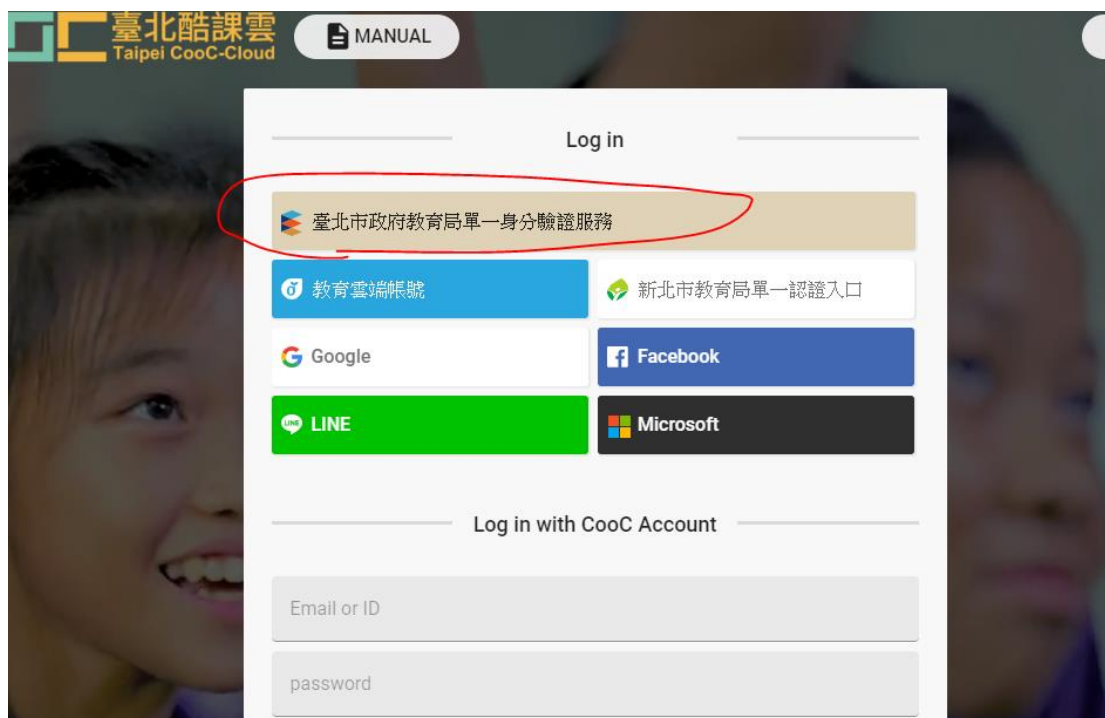 臺北酷課雲
Taipei CooC-Cloud
MANUAL
Log in
臺北市政府教育局單一身分驗證服務
教育雲端帳號
新北市教育局單一認證入口
Google
Facebook
LINE
Microsoft
Log in with CooC Account
Email or ID
password